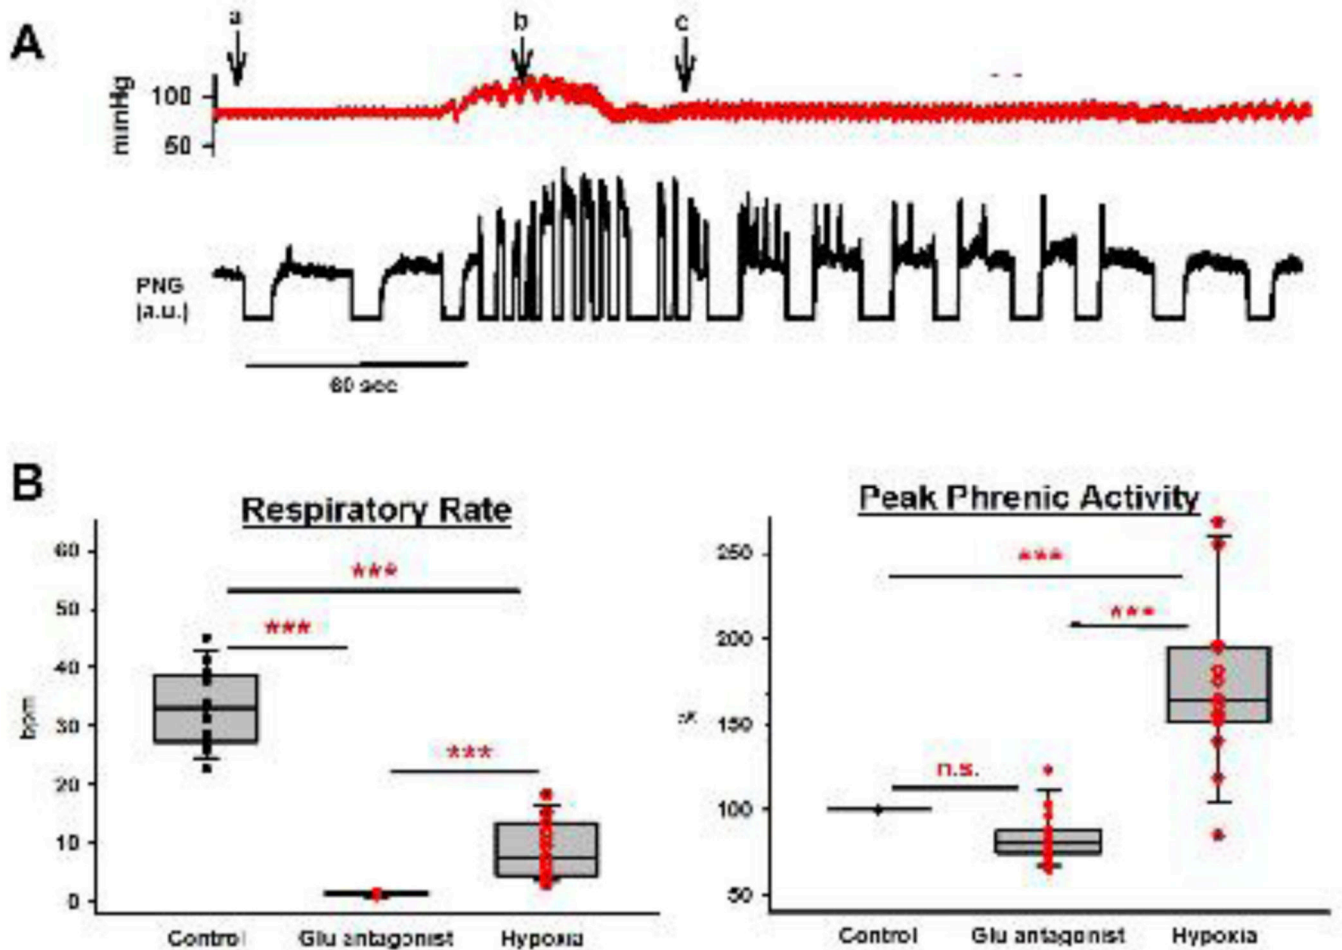 A
a b c
mmHg
100
50
PNG
(a.u.)
60 sec
B
Respiratory Rate
***
***
***
bpm
60
50
40
30
20
10
0
Control Glu antagonist Hypoxia
Peak Phrenic Activity
***
***
n.s.
%
250
200
150
100
50
Control Glu antagonist Hypoxia